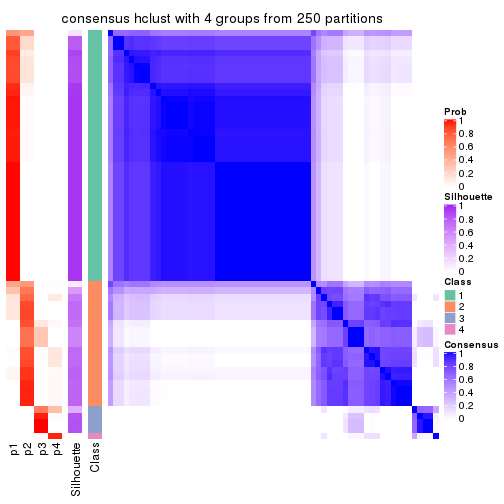 consensus hclust with 4 groups from 250 partitions
Prob
1
0.8
0.6
0.4
0.2
0
Silhouette
1
0.8
0.6
0.4
0.2
0
Class
1
2
3
4
Consensus
1
0.8
0.6
0.4
0.2
0
p1
p2
p3
p4
Silhouette
Class